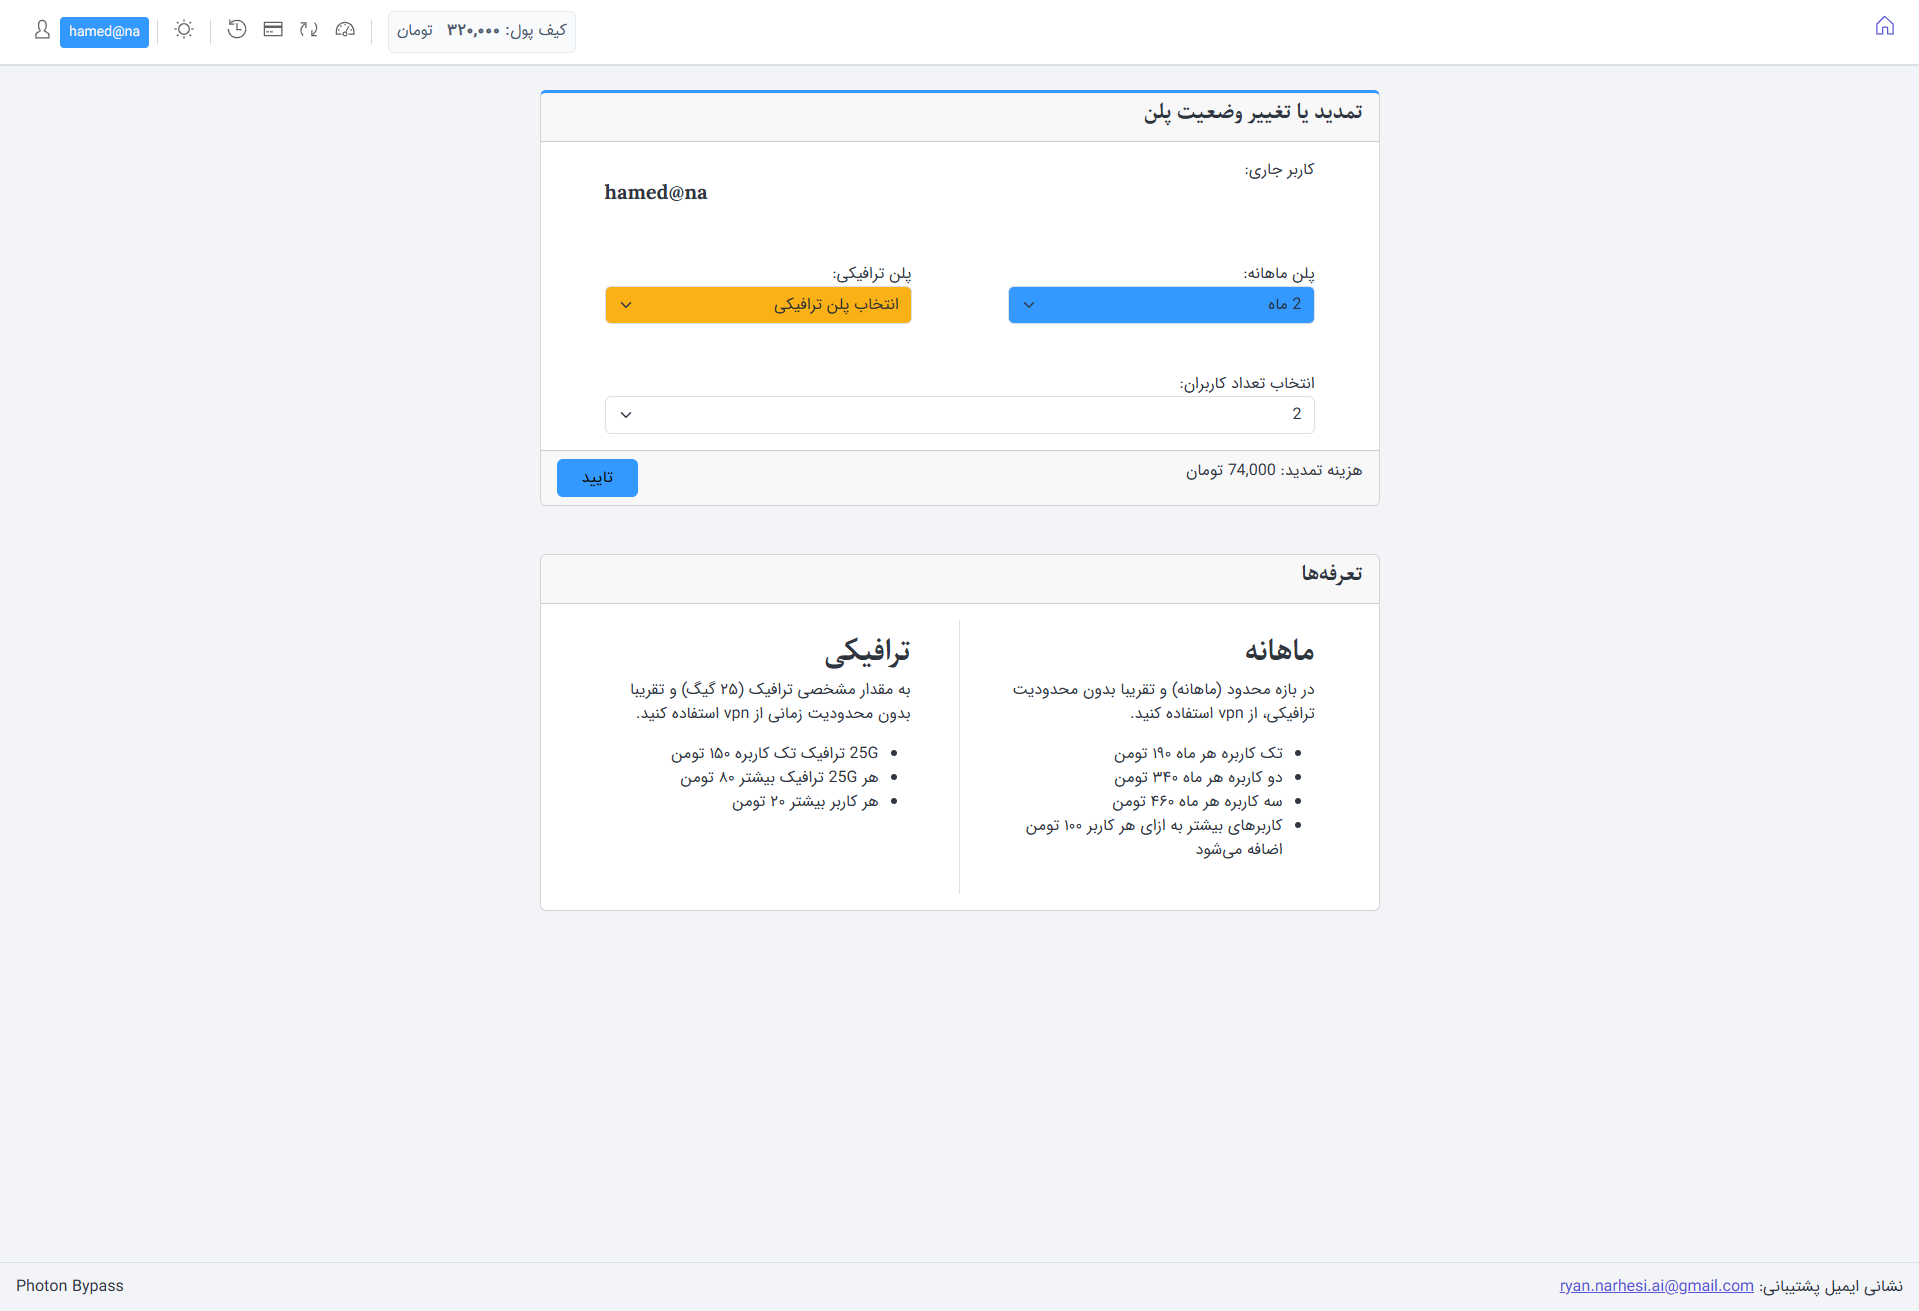 کیف پول: ۳۲۰,۰۰۰ تومان
hamed@na
تمدید یا تغییر وضعیت پلن
کاربر جاری:
hamed@na
پلن ماهانه:
2 ماه
پلن ترافیکی:
انتخاب پلن ترافیکی
انتخاب تعداد کاربران:
2
هزینه تمدید: 74,000 تومان
تایید
تعرفه‌ها
ماهانه
در بازه محدود (ماهانه) و تقریبا بدون محدودیت
ترافیکی، از vpn استفاده کنید.
تک کاربره هر ماه ۱۹۰ تومن
دو کاربره هر ماه ۳۴۰ تومن
سه کاربره هر ماه ۴۶۰ تومن
کاربرهای بیشتر به ازای هر کاربر ۱۰۰ تومن
اضافه می‌شود
ترافیکی
به مقدار مشخصی ترافیک (۲۵ گیگ) و تقریبا
بدون محدودیت زمانی از vpn استفاده کنید.
25G ترافیک تک کاربره ۱۵۰ تومن
هر 25G ترافیک بیشتر ۸۰ تومن
هر کاربر بیشتر ۲۰ تومن
نشانی ایمیل پشتیبانی: ryan.narhesi.ai@gmail.com
Photon Bypass